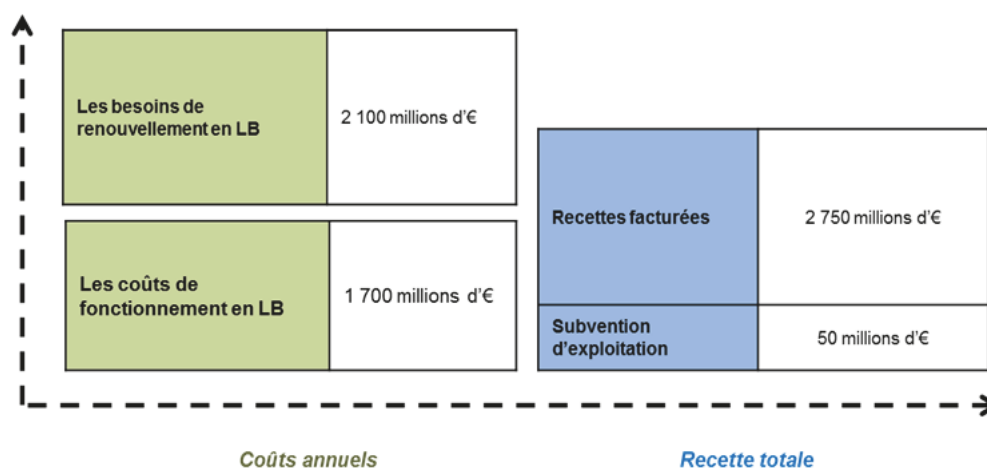 Les besoins de
renouvellement en LB
2 100 millions d'€
Les coûts de
fonctionnement en LB
1 700 millions d'€
Recettes facturées
2 750 millions d'€
Subvention
d'exploitation
50 millions d'€
Coûts annuels
Recette totale